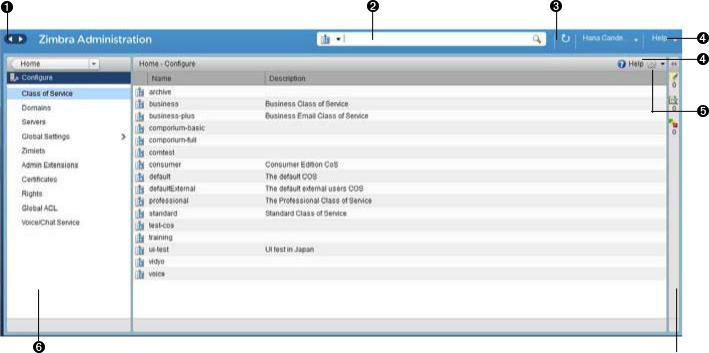 ❶ ❷ ❸
Zimbra Administration
Hana Cande...
Help
❹
Home
Home - Configure
Help
❹
Configure
Name Description
0
Class of Service
archive
Domains
business Business Class of Service
0
❺
Servers
business-plus Business Email Class of Service
Global Settings
comporium-basic
0
comporium-full
Zimlets
comtest
Admin Extensions
consumer Consumer Edition CoS
Certificates
default The default COS
Rights
defaultExternal The default external users COS
professional The Professional Class of Service
Global ACL
standard Standard Class of Service
Voice/Chat Service
test-cos
training
ui-test UI test in Japan
vidyo
voice
❻